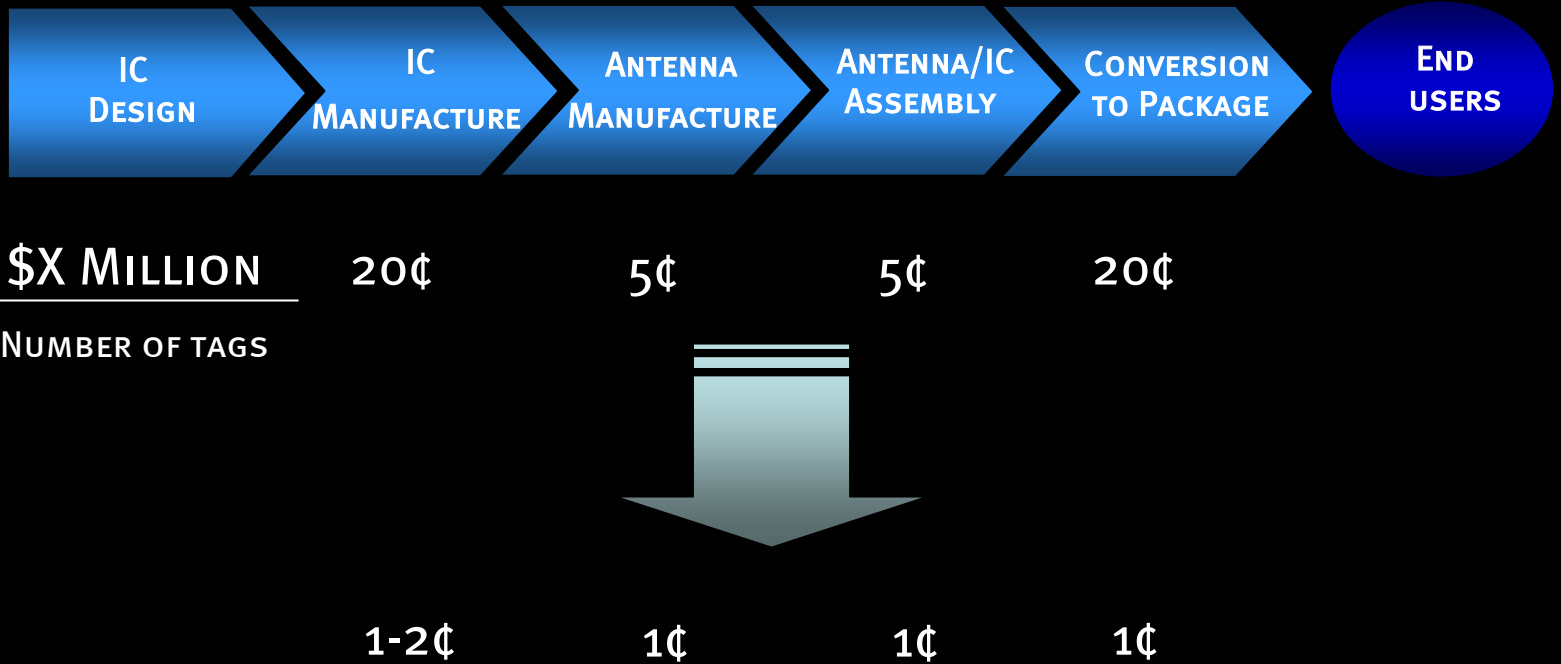 IC
Design
IC
Manufacture
Antenna
Manufacture
Antenna/IC
Assembly
Conversion
to Package
End
users
$X Million
Number of tags
20¢
5¢
5¢
20¢
1-2¢
1¢
1¢
1¢